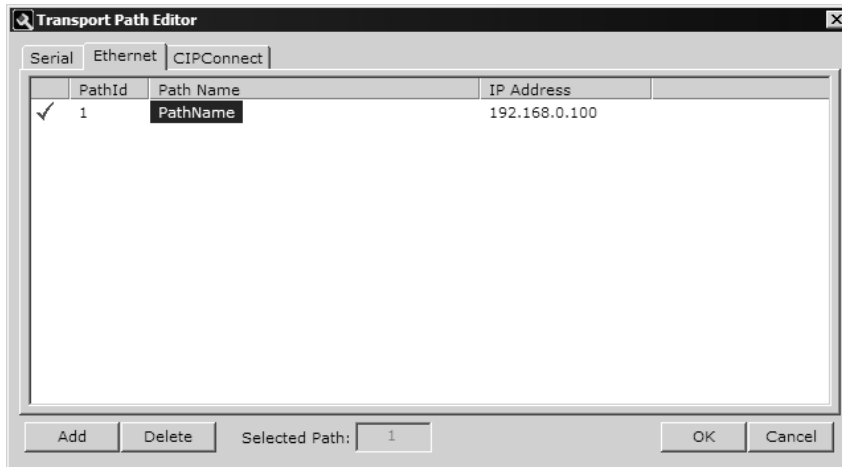 Transport Path Editor
Serial Ethernet CIPConnect
PathId Path Name IP Address
1 PathName 192.168.0.100
Add Delete Selected Path: 1 OK Cancel